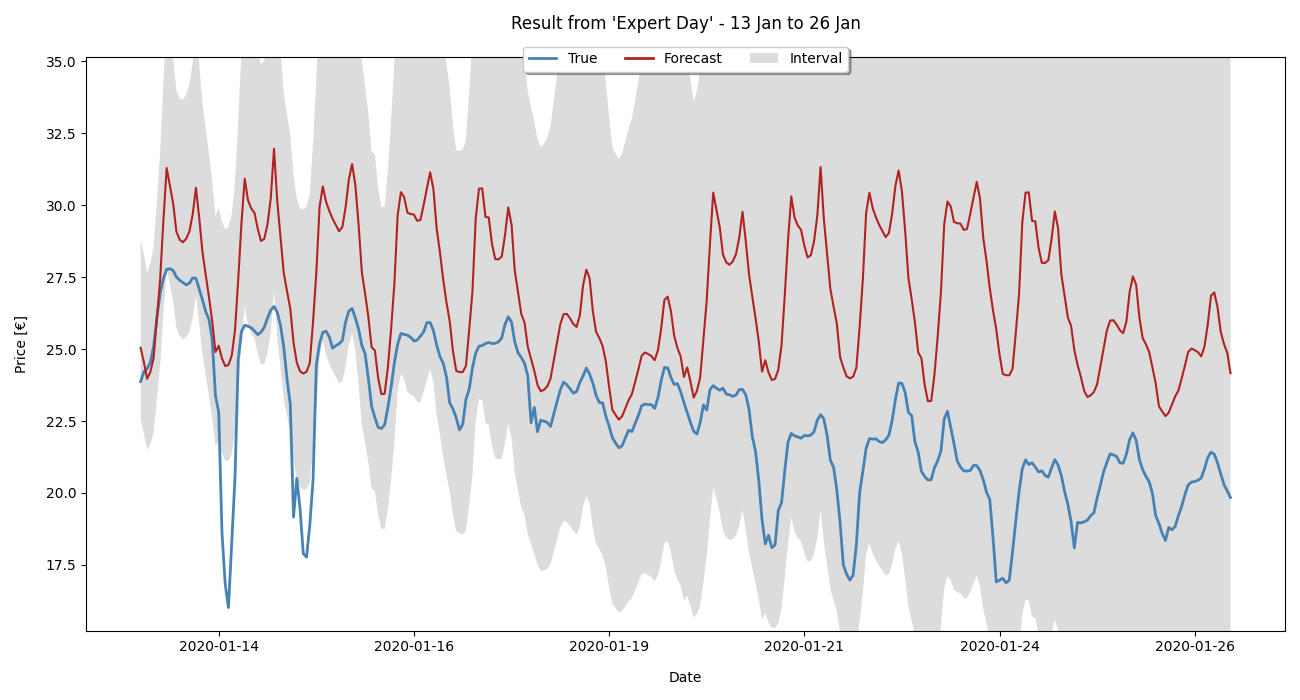 Result from 'Expert Day' - 13 Jan to 26 Jan
True Forecast Interval
35.0
32.5
30.0
27.5
25.0
22.5
20.0
17.5
Price [€]
2020-01-14 2020-01-16 2020-01-19 2020-01-21 2020-01-24 2020-01-26
Date